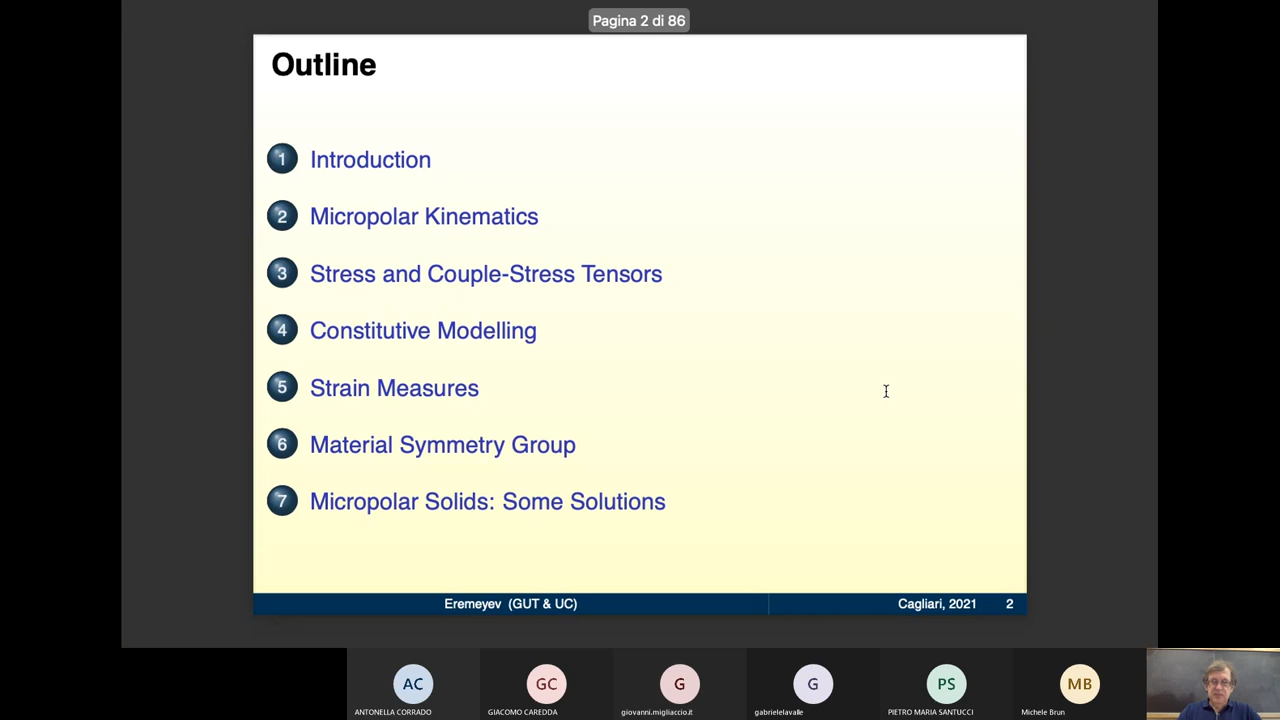 Pagina 2 di 86
Outline
1 Introduction
2 Micropolar Kinematics
3 Stress and Couple-Stress Tensors
4 Constitutive Modelling
5 Strain Measures
6 Material Symmetry Group
7 Micropolar Solids: Some Solutions
Eremeyev (GUT & UC) Cagliari, 2021 2
AC GC G G PS MB
ANTONELLA CORRADO GIACOMO CAREDDA giovanni.migliaccio.it gabrielelavalle PIETRO MARIA SANTUCCI Michele Brun